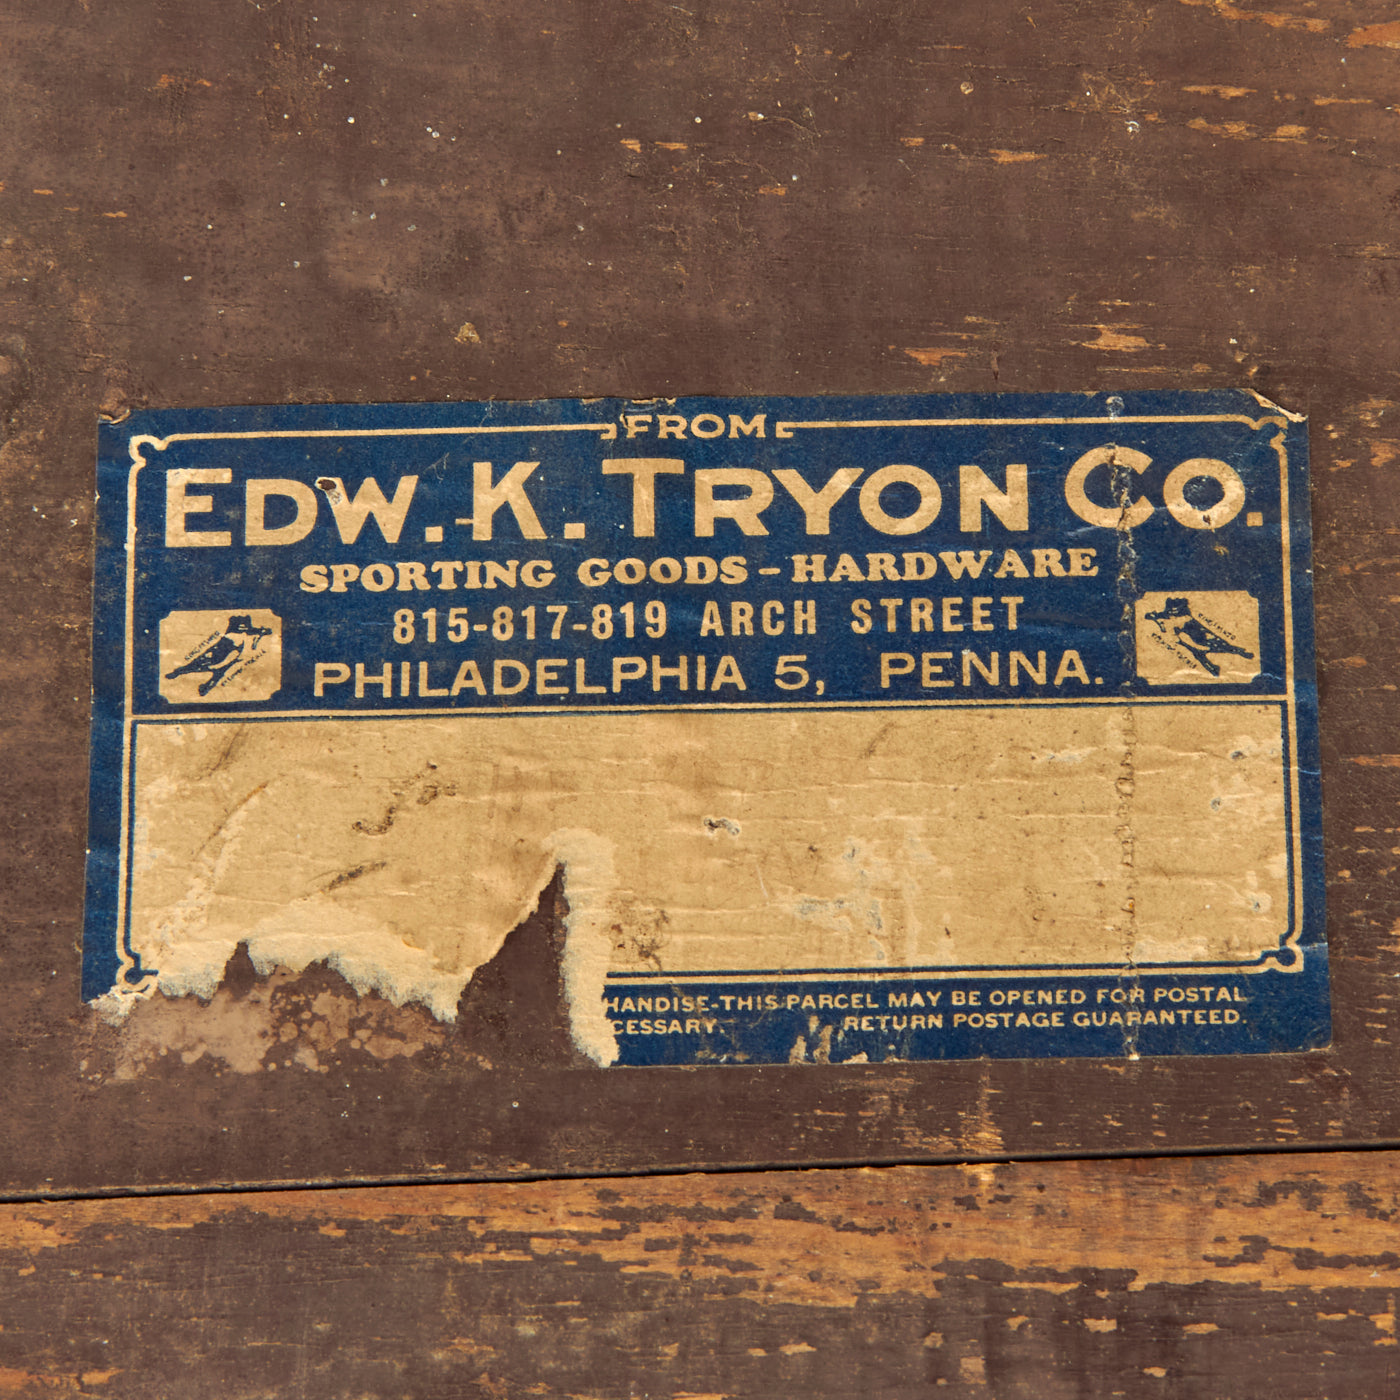 FROM
EDW. K. TRYON CO.
SPORTING GOODS - HARDWARE
815-817-819 ARCH STREET
PHILADELPHIA 5, PENNA.
HANDISE-THIS PARCEL MAY BE OPENED FOR POSTAL
CESSARY. RETURN POSTAGE GUARANTEED.